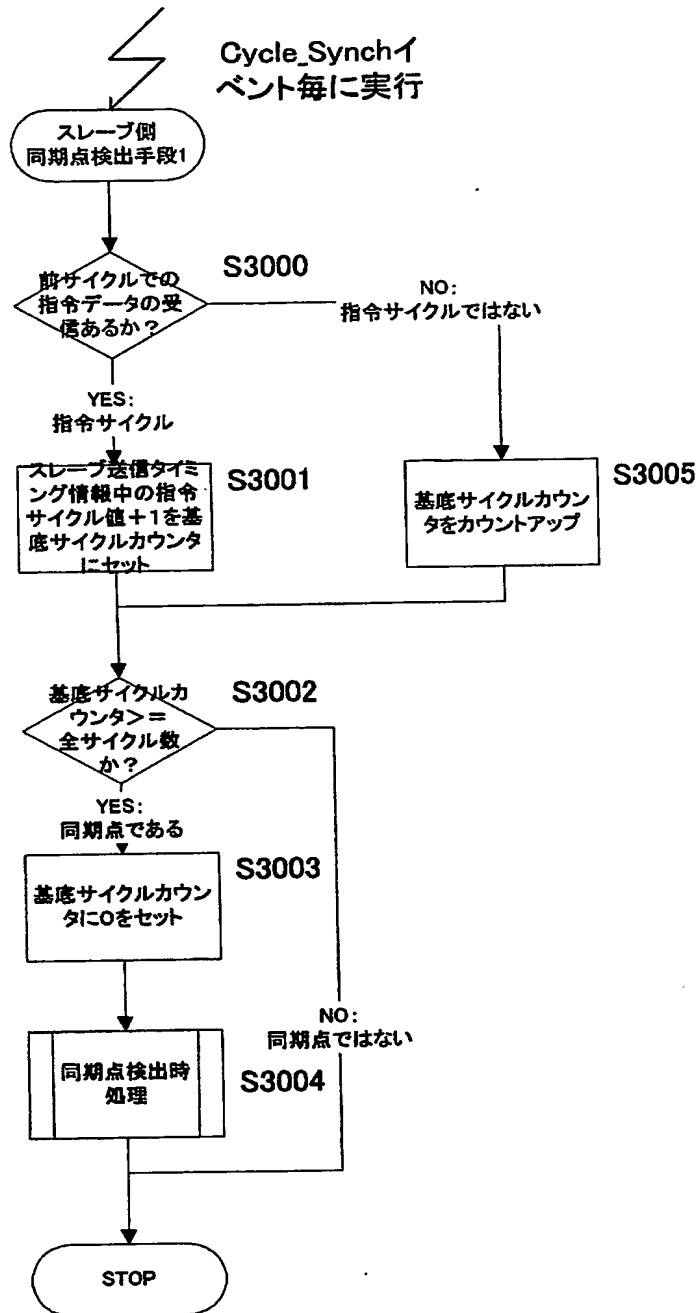 Cycle_Synchイ
ベント毎に実行
スレーブ側
同期点検出手段1
S3000
前サイクルでの
指令データの受
信あるか？
NO：
指令サイクルではない
YES：
指令サイクル
S3001
スレーブ送信タイミ
ング情報中の指令
サイクル値＋1を基
底サイクルカウンタ
にセット
S3005
基底サイクルカウン
タをカウントアップ
S3002
基底サイクルカ
ウンタ＞＝
全サイクル数
か？
YES：
同期点である
S3003
基底サイクルカウン
タに0をセット
NO：
同期点ではない
S3004
同期点検出時
処理
STOP